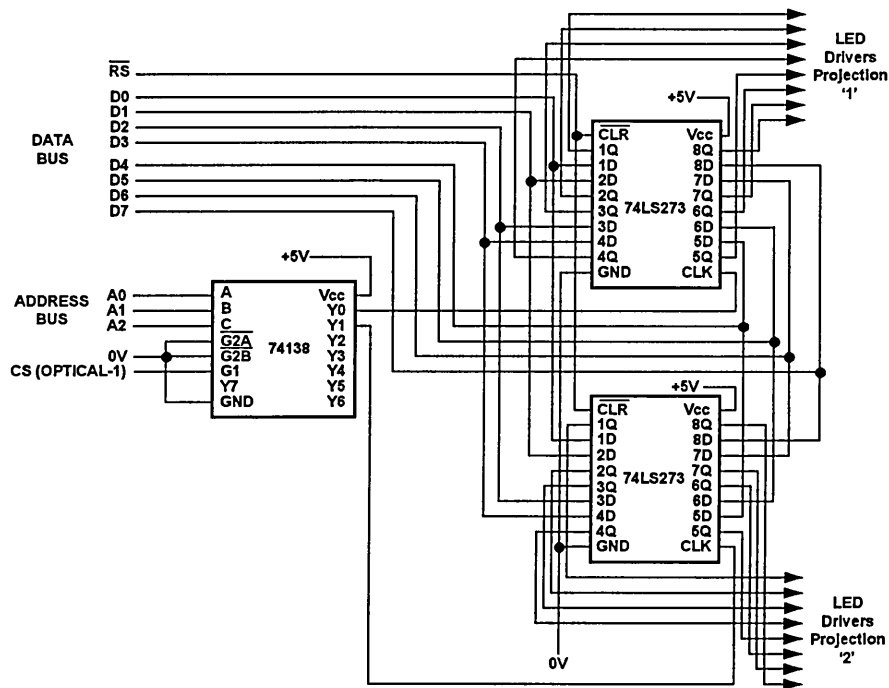 LED
Drivers
Projection
'1'
RS
D0
D1
D2
D3
D4
D5
D6
D7
DATA
BUS
+5V
CLR
1Q
1D
2D
2Q
3Q
3D
4D
4Q
GND
74LS273
Vcc
8Q
8D
7D
7Q
6Q
6D
5D
5Q
CLK
+5V
ADDRESS
BUS
A0
A1
A2
0V
CS (OPTICAL-1)
A
B
C
G2A
G2B
G1
Y7
GND
74138
Vcc
Y0
Y1
Y2
Y3
Y4
Y5
Y6
+5V
CLR
1Q
1D
2D
2Q
3Q
3D
4D
4Q
GND
74LS273
Vcc
8Q
8D
7D
7Q
6Q
6D
5D
5Q
CLK
0V
LED
Drivers
Projection
'2'